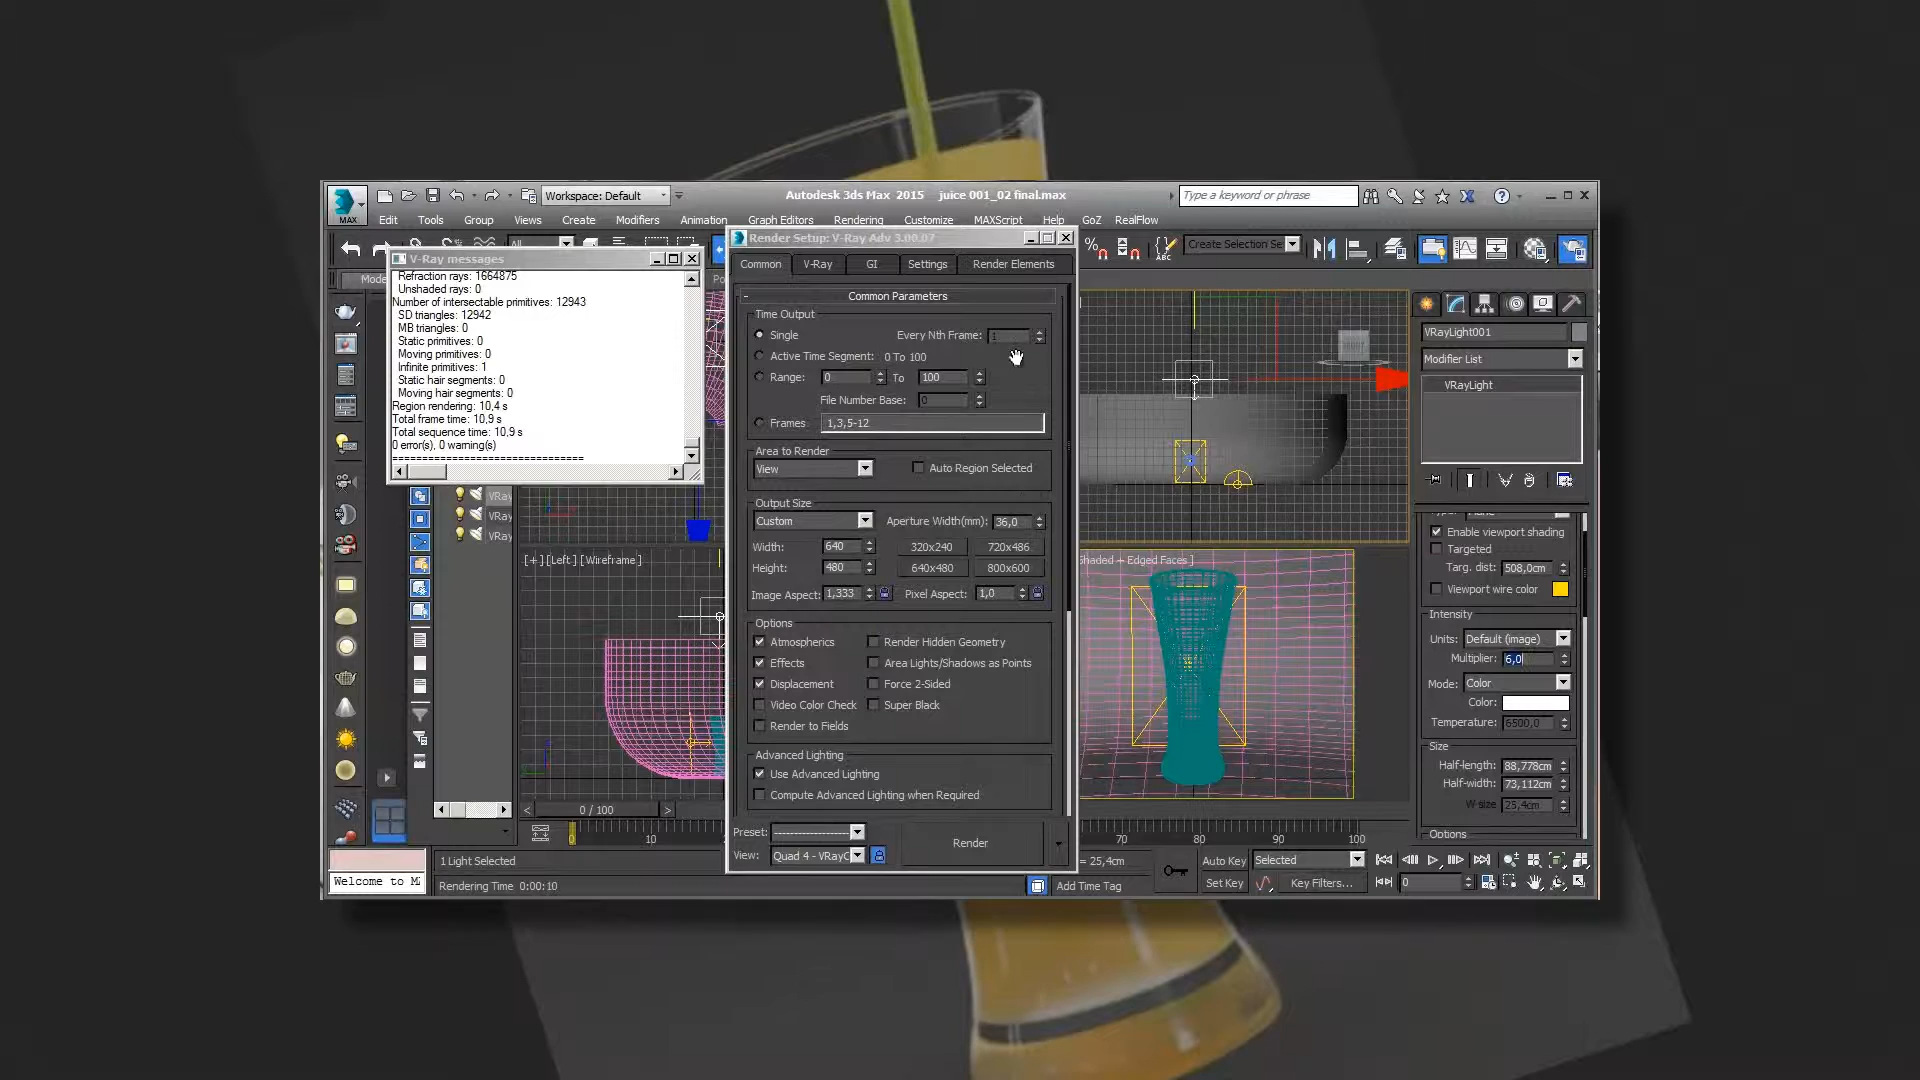 Workspace: Default
Autodesk 3ds Max 2015 juice 001_02 final.max
Type a keyword or phrase
MAX
Edit Tools Group Views Create Modifiers Animation Graph Editors Rendering Customize MAXScript Help GoZ RealFlow
All
Create Selection Se
V-Ray messages
Refraction rays: 1664875
Unshaded rays: 0
Number of intersectable primitives: 12943
SD triangles: 12942
MB triangles: 0
Static primitives: 0
Moving primitives: 0
Infinite primitives: 1
Static hair segments: 0
Moving hair segments: 0
Region rendering: 10,4 s
Total frame time: 10,9 s
Total sequence time: 10,9 s
0 error(s), 0 warning(s)
================================
VRay
VRay
VRay
[+] [Left] [Wireframe]
Render Setup: V-Ray Adv 3.00.07
Common V-Ray GI Settings Render Elements
Common Parameters
Time Output
Single Every Nth Frame: 1
Active Time Segment: 0 To 100
Range: 0 To 100
File Number Base: 0
Frames 1,3,5-12
Area to Render
View Auto Region Selected
Output Size
Custom Aperture Width(mm): 36,0
Width: 640 320x240 720x486
Height: 480 640x480 800x600
Image Aspect: 1,333 Pixel Aspect: 1,0
Options
Atmospherics Render Hidden Geometry
Effects Area Lights/Shadows as Points
Displacement Force 2-Sided
Video Color Check Super Black
Render to Fields
Advanced Lighting
Use Advanced Lighting
Compute Advanced Lighting when Required
Preset: --------------------
View: Quad 4 - VRayC Render
Shaded + Edged Faces ]
VRayLight001
Modifier List
VRayLight
Enable viewport shading
Targeted
Targ. dist: 508,0cm
Viewport wire color
Intensity
Units: Default (image)
Multiplier: 6,0
Mode: Color
Color:
Temperature: 6500,0
Size
Half-length: 88,778cm
Half-width: 73,112cm
W size 25,4cm
Options
0 / 100
10 70 80 90 100
1 Light Selected
= 25,4cm
Auto Key Selected
Welcome to M
Rendering Time 0:00:10
Add Time Tag
Set Key Key Filters... 0